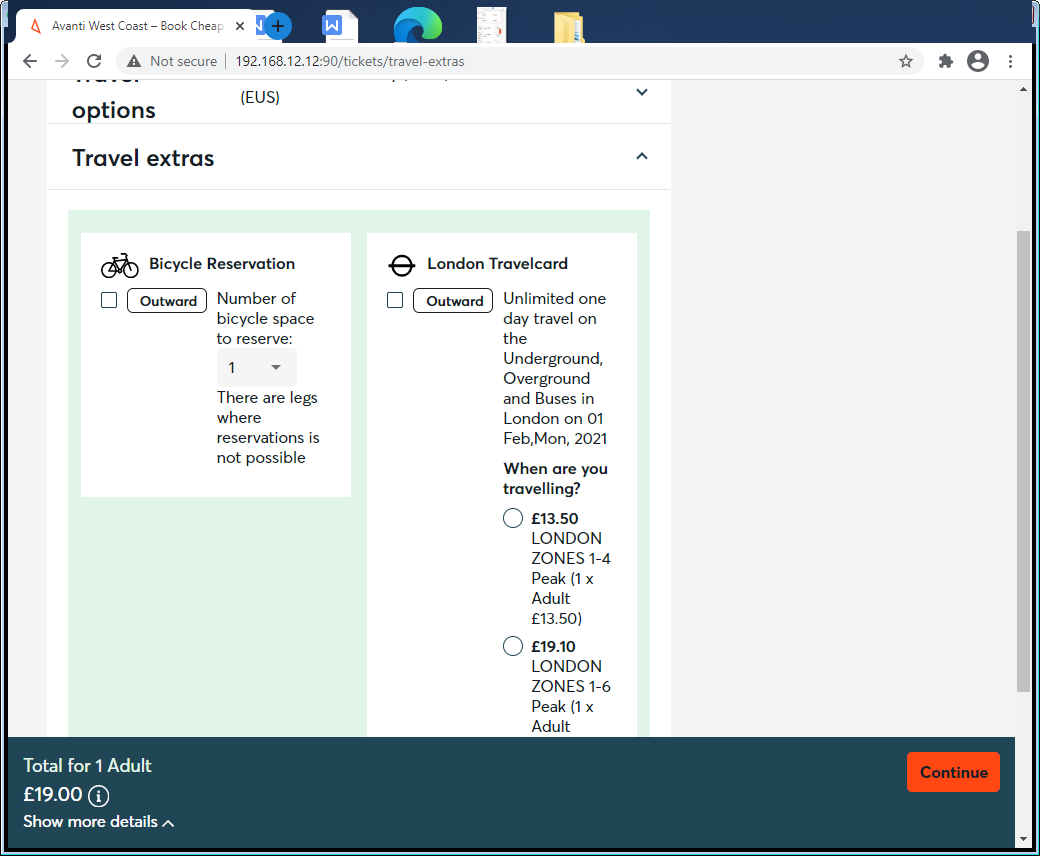 Avanti West Coast – Book Cheap
Not secure
192.168.12.12:90/tickets/travel-extras
options
(EUS)
Travel extras
Bicycle Reservation
Outward
Number of
bicycle space
to reserve:
1
There are legs
where
reservations is
not possible
London Travelcard
Outward
Unlimited one
day travel on
the
Underground,
Overground
and Buses in
London on 01
Feb,Mon, 2021
When are you
travelling?
£13.50
LONDON
ZONES 1-4
Peak (1 x
Adult
£13.50)
£19.10
LONDON
ZONES 1-6
Peak (1 x
Adult
Total for 1 Adult
£19.00
Show more details
Continue